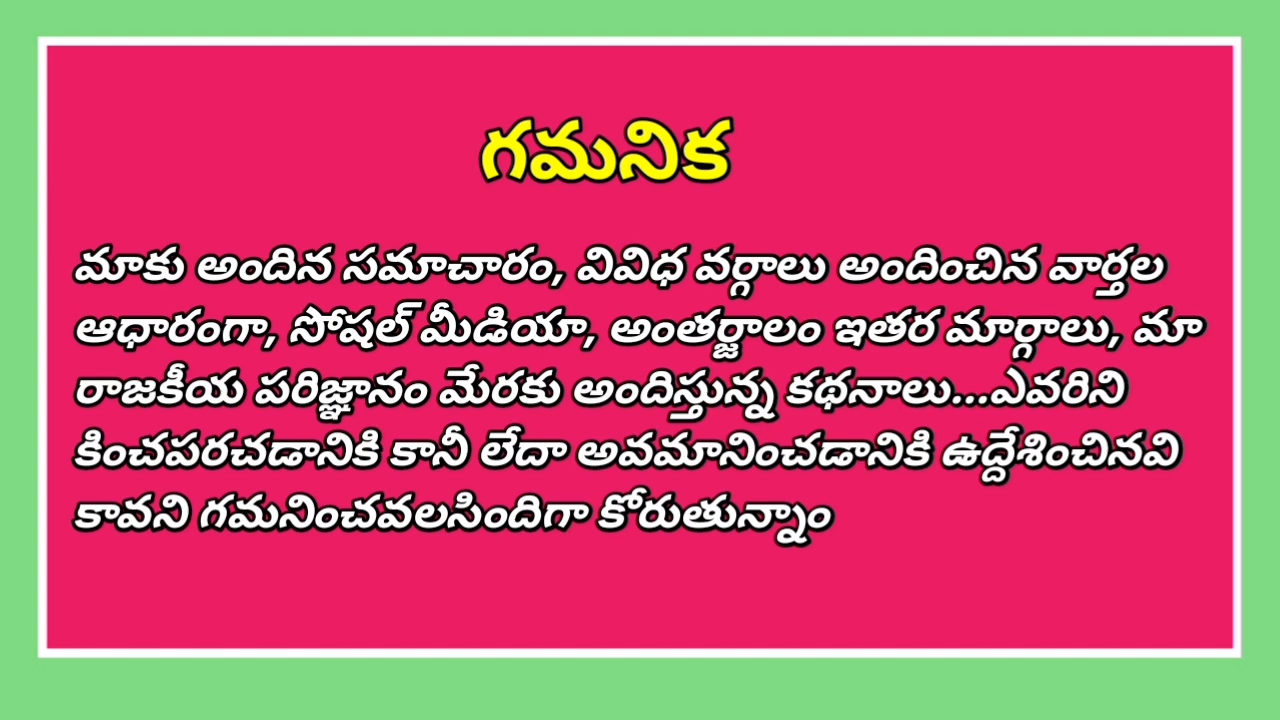 గమనిక
మాకు అందిన సమాచారం, వివిధ వర్గాలు అందించిన వార్తల
ఆధారంగా, సోషల్ మీడియా, అంతర్జాలం ఇతర మార్గాలు, మా
రాజకీయ పరిజ్ఞానం మేరకు అందిస్తున్న కథనాలు...ఎవరిని
కించపరచడానికి కానీ లేదా అవమానించడానికి ఉద్దేశించినవి
కావని గమనించవలసిందిగా కోరుతున్నాం